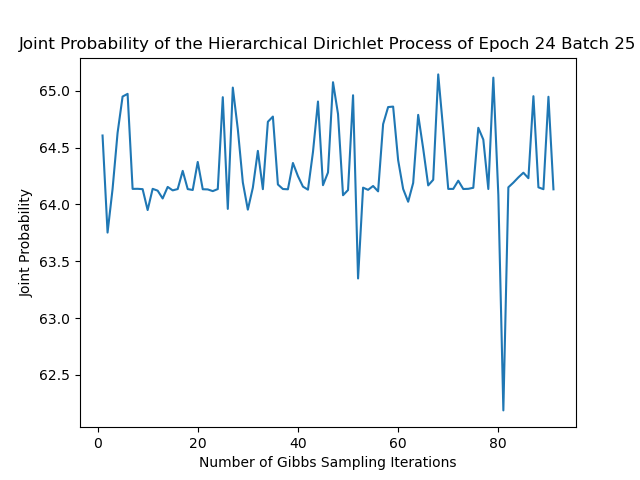 Joint Probability of the Hierarchical Dirichlet Process of Epoch 24 Batch 25
65.0
64.5
64.0
63.5
63.0
62.5
Joint Probability
0 20 40 60 80
Number of Gibbs Sampling Iterations